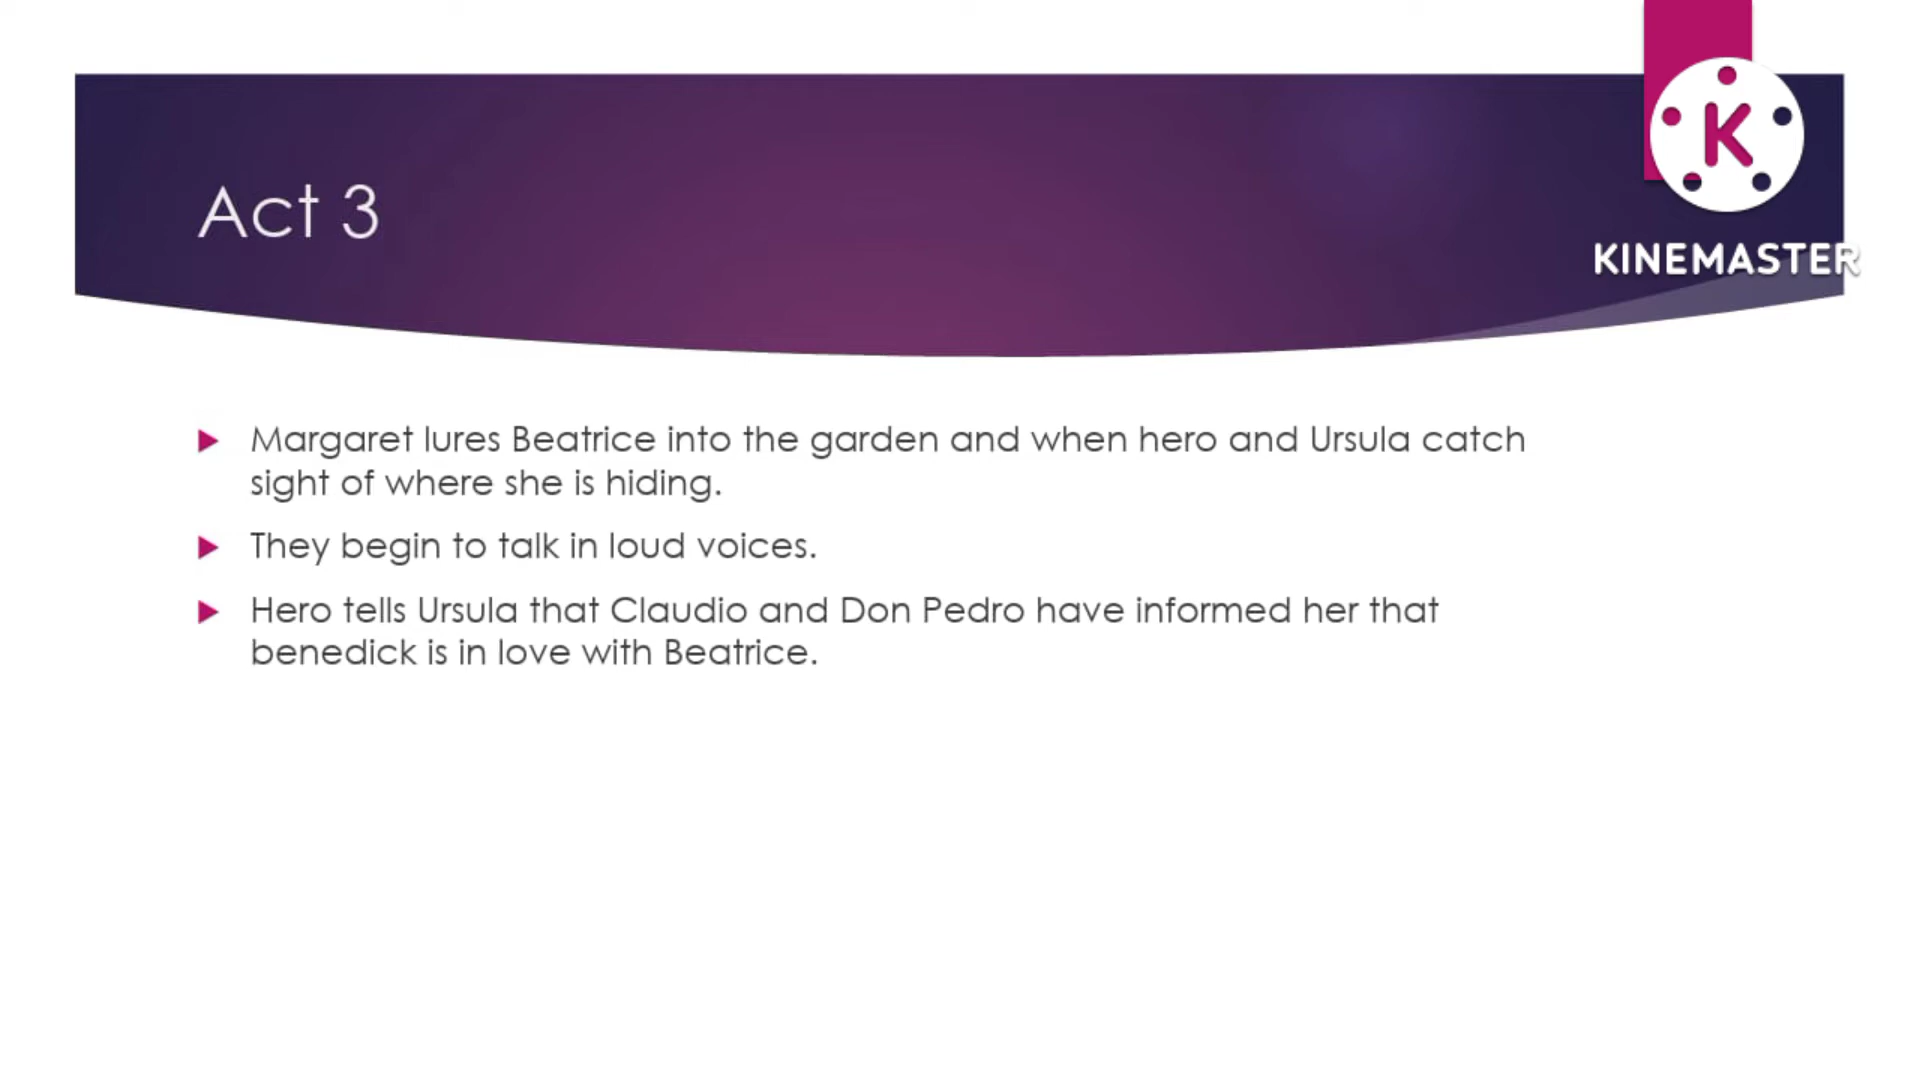 K
KINEMASTER
Act 3
Margaret lures Beatrice into the garden and when hero and Ursula catch
sight of where she is hiding.
They begin to talk in loud voices.
Hero tells Ursula that Claudio and Don Pedro have informed her that
benedick is in love with Beatrice.